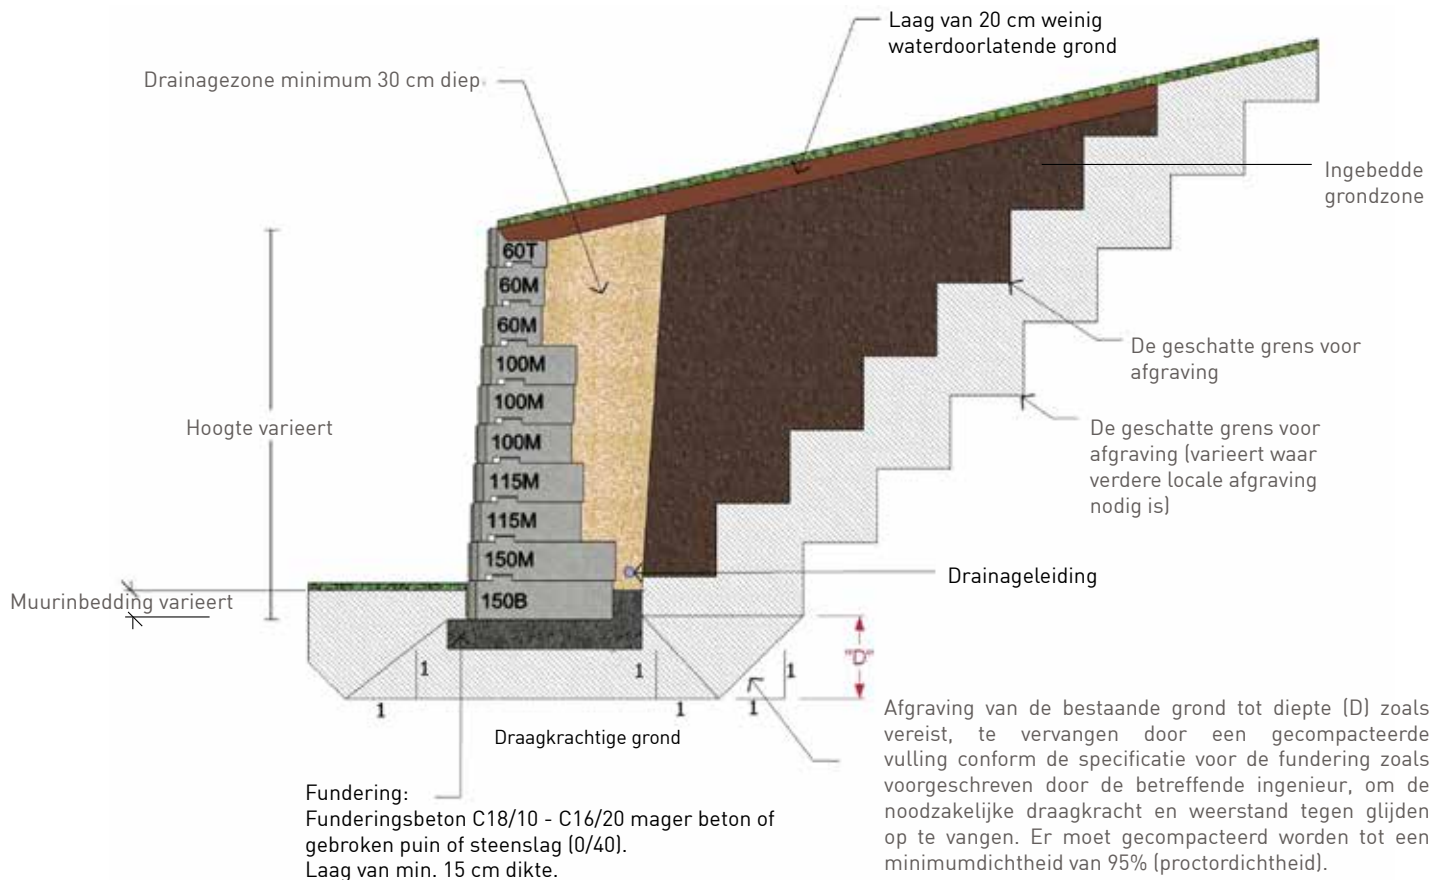 Laag van 20 cm weinig
waterdoorlatende grond
Drainagezone minimum 30 cm diep
Ingebedde
grondzone
60T
60M
60M
100M
100M
100M
115M
115M
150M
150B
De geschatte grens voor
afgraving
Hoogte varieert
De geschatte grens voor
afgraving (varieert waar
verdere locale afgraving
nodig is)
Drainageleiding
Muurinbedding varieert
"D"
1
1
1
1
1
1
Draagkrachtige grond
Afgraving van de bestaande grond tot diepte (D) zoals
vereist, te vervangen door een gecompacteerde
vulling conform de specificatie voor de fundering zoals
voorgeschreven door de betreffende ingenieur, om de
noodzakelijke draagkracht en weerstand tegen glijden
op te vangen. Er moet gecompacteerd worden tot een
minimumdichtheid van 95% (proctordichtheid).
Fundering:
Funderingsbeton C18/10 - C16/20 mager beton of
gebroken puin of steenslag (0/40).
Laag van min. 15 cm dikte.